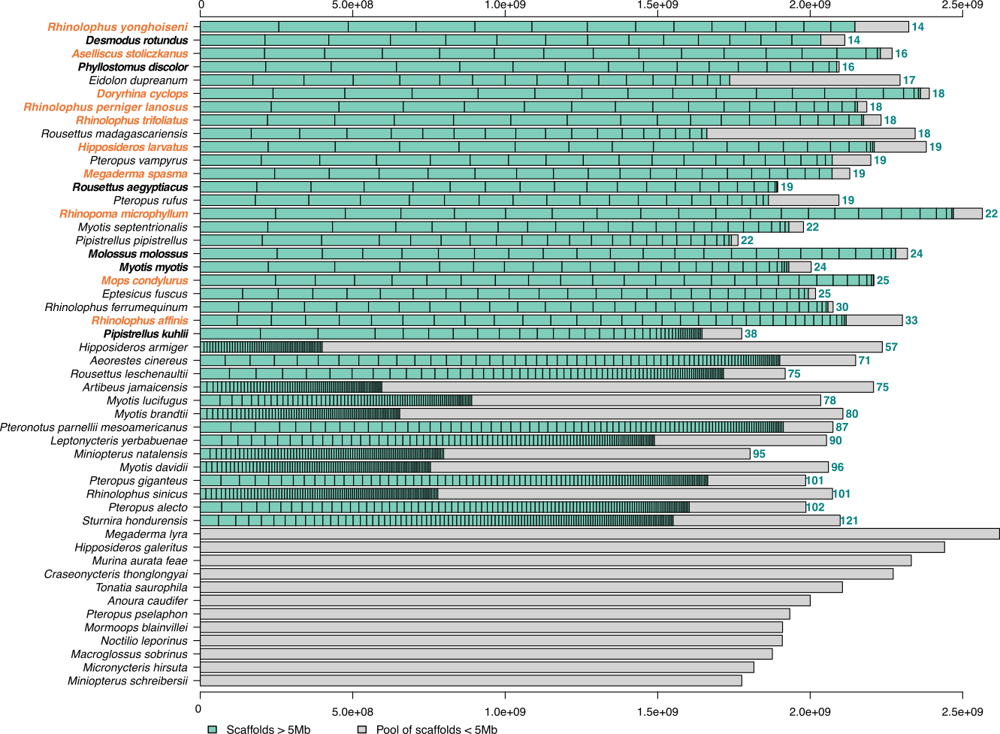 0 5.0e+08 1.0e+09 1.5e+09 2.0e+09 2.5e+09
Rhinolophus yonghoiseni 14
Desmodus rotundus 14
Aselliscus stoliczkanus 16
Phyllostomus discolor 16
Eidolon dupreanum 17
Doryrhina cyclops 18
Rhinolophus perniger lanosus 18
Rhinolophus trifoliatus 18
Rousettus madagascariensis 18
Hipposideros larvatus 19
Pteropus vampyrus 19
Megaderma spasma 19
Rousettus aegyptiacus 19
Pteropus rufus 19
Rhinopoma microphyllum 22
Myotis septentrionalis 22
Pipistrellus pipistrellus 22
Molossus molossus 24
Myotis myotis 24
Mops condylurus 25
Eptesicus fuscus 25
Rhinolophus ferrumequinum 30
Rhinolophus affinis 33
Pipistrellus kuhlii 38
Hipposideros armiger 57
Aeorestes cinereus 71
Rousettus leschenaultii 75
Artibeus jamaicensis 75
Myotis lucifugus 78
Myotis brandtii 80
Pteronotus parnellii mesoamericanus 87
Leptonycteris yerbabuenae 90
Miniopterus natalensis 95
Myotis davidii 96
Pteropus giganteus 101
Rhinolophus sinicus 101
Pteropus alecto 102
Sturnira hondurensis 121
Megaderma lyra
Hipposideros galeritus
Murina aurata feae
Craseonycteris thonglongyai
Tonatia saurophila
Anoura caudifer
Pteropus pselaphon
Mormoops blainvillei
Noctilio leporinus
Macroglossus sobrinus
Micronycteris hirsuta
Miniopterus schreibersii
0 5.0e+08 1.0e+09 1.5e+09 2.0e+09 2.5e+09
Scaffolds > 5Mb Pool of scaffolds < 5Mb